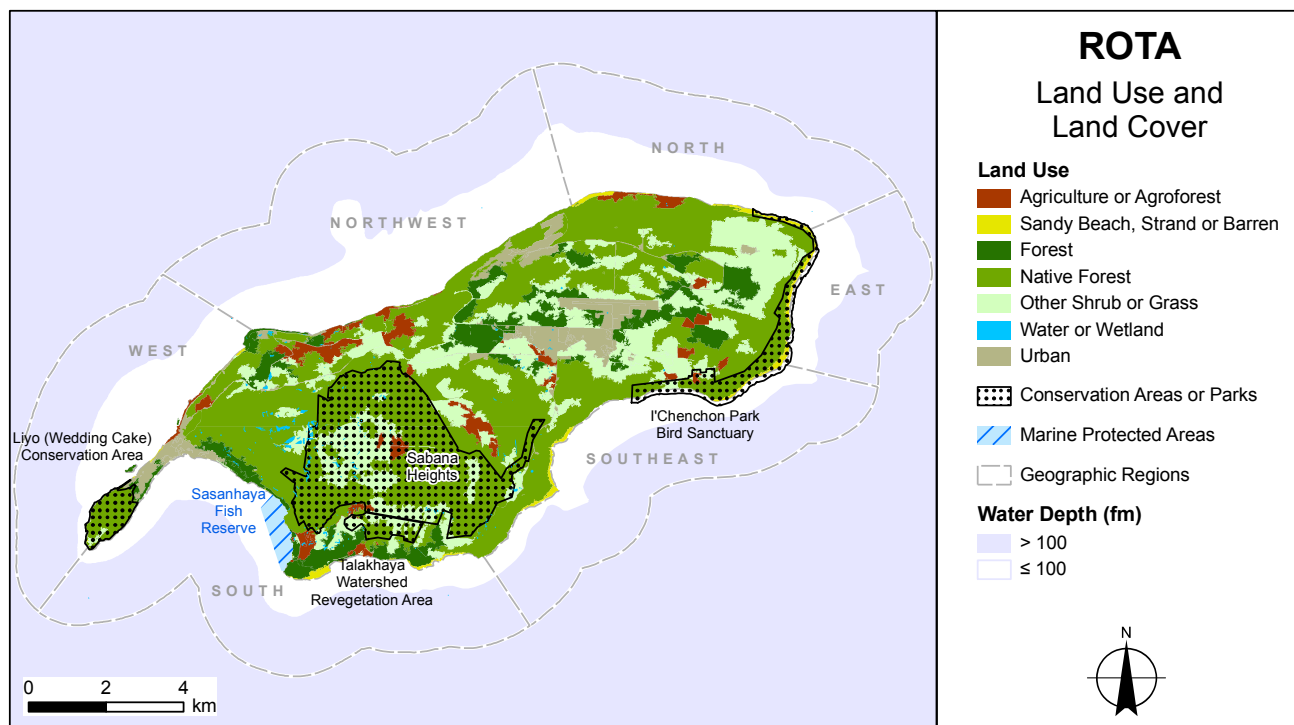 NORTH
NORTHWEST
EAST
WEST
I'Chenchon Park
Bird Sanctuary
Liyo (Wedding Cake)
Conservation Area
SOUTHEAST
Sabana
Heights
Sasanhaya
Fish
Reserve
Talakhaya
Watershed
Revegetation Area
SOUTH
0 2 4
km
ROTA
Land Use and
Land Cover
Land Use
Agriculture or Agroforest
Sandy Beach, Strand or Barren
Forest
Native Forest
Other Shrub or Grass
Water or Wetland
Urban
Conservation Areas or Parks
Marine Protected Areas
Geographic Regions
Water Depth (fm)
> 100
≤ 100
N